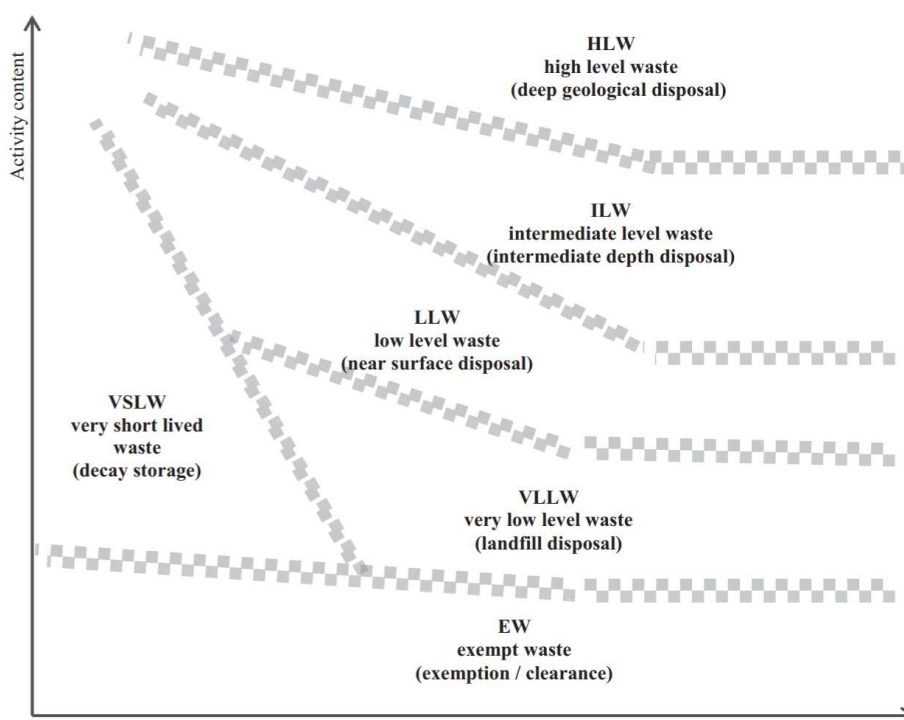 Activity content
HLW
high level waste
(deep geological disposal)
ILW
intermediate level waste
(intermediate depth disposal)
LLW
low level waste
(near surface disposal)
VSLW
very short lived
waste
(decay storage)
VLLW
very low level waste
(landfill disposal)
EW
exempt waste
(exemption / clearance)